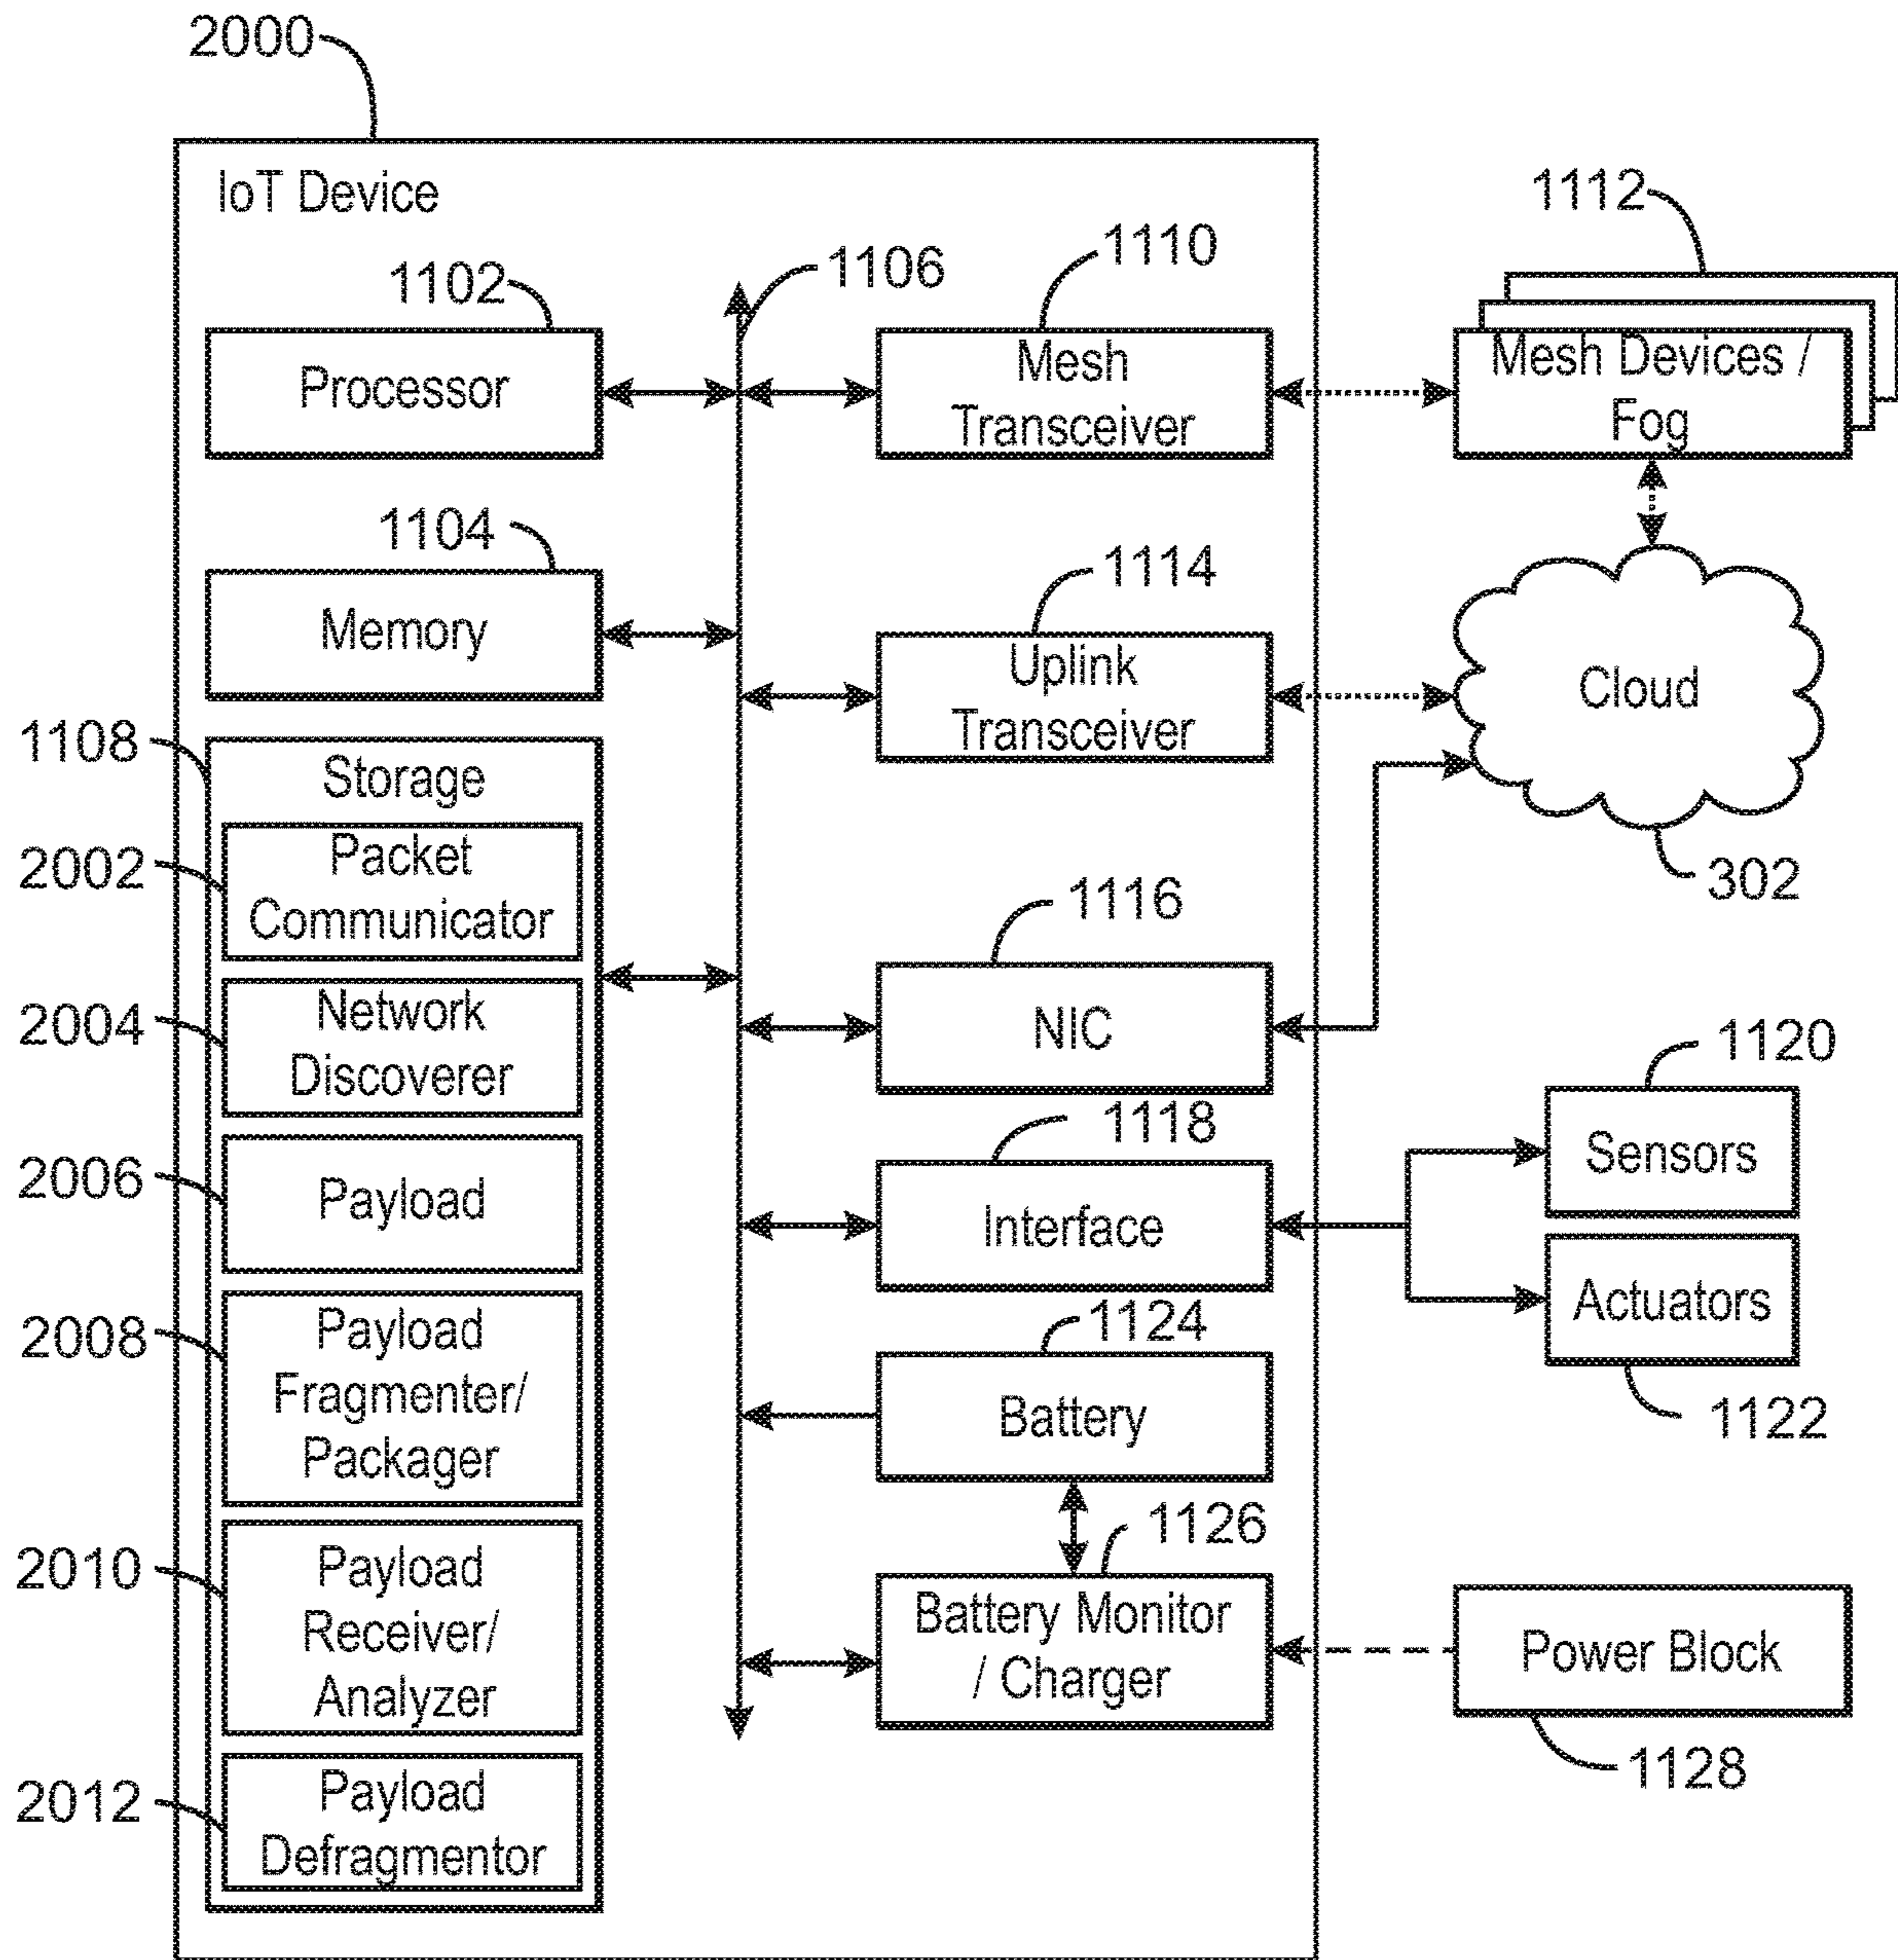 2000
IoT Device
1112
1110
1106
1102
Processor
Mesh
Transceiver
Mesh Devices /
Fog
1104
Memory
1114
Uplink
Transceiver
Cloud
302
1108
Storage
2002
Packet
Communicator
1116
NIC
2004
Network
Discoverer
1120
Sensors
1118
Interface
2006
Payload
Actuators
1122
2008
Payload
Fragmenter/
Packager
1124
Battery
1126
Battery Monitor
/ Charger
Power Block
1128
2010
Payload
Receiver/
Analyzer
2012
Payload
Defragmentor